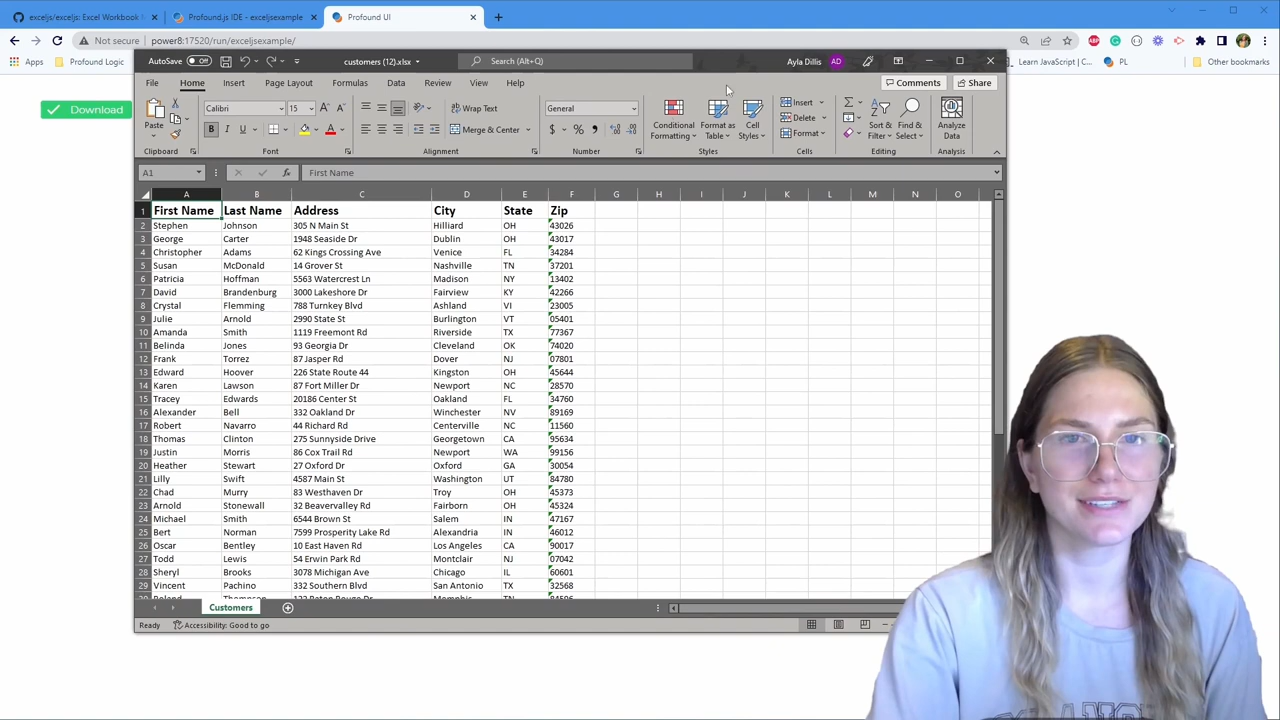 exceljs/exceljs: Excel Workbook
Profound.js IDE - exceljsexample
Profound UI
Not secure
power8:17520/run/exceljsexample/
Apps
Profound Logic
Learn JavaScript...
PL
Other bookmarks
Download
AutoSave Off
customers (12).xlsx
Search (Alt+Q)
Ayla Dillis
AD
File Home Insert Draw Page Layout Formulas Data Review View Help
Comments
Share
Paste
Clipboard
Calibri 15
B I U
Font
Wrap Text
Merge & Center
Alignment
General
$ % 9
Number
Conditional Formatting
Format as Table
Cell Styles
Styles
Insert
Delete
Format
Cells
Sort & Filter
Find & Select
Editing
Analyze Data
Analysis
A1
First Name
A B C D E F G H I J K L M N O
1 First Name Last Name Address City State Zip
2 Stephen Johnson 305 N Main St Hilliard OH 43026
3 George Carter 1948 Seaside Dr Dublin OH 43017
4 Christopher Adams 62 Kings Crossing Ave Venice FL 34284
5 Susan McDonald 14 Grover St Nashville TN 37201
6 Patricia Hoffman 5563 Watercrest Ln Madison NY 13402
7 David Brandenburg 3000 Lakeshore Dr Fairview KY 42266
8 Crystal Flemming 788 Turnkey Blvd Ashland VI 23005
9 Julie Arnold 2990 State St Burlington VT 05401
10 Amanda Smith 1119 Freemont Rd Riverside TX 77367
11 Belinda Jones 93 Georgia Dr Cleveland OK 74020
12 Frank Torrez 87 Jasper Rd Dover NJ 07801
13 Edward Hoover 226 State Route 44 Kingston OH 45644
14 Karen Lawson 87 Fort Miller Dr Newport NC 28570
15 Tracey Edwards 20186 Center St Oakland FL 34760
16 Alexander Bell 332 Oakland Dr Winchester NV 89169
17 Robert Navarro 44 Richard Rd Centerville NC 11560
18 Thomas Clinton 275 Sunnyside Drive Georgetown CA 95634
19 Justin Morris 86 Cox Trail Rd Newport WA 99156
20 Heather Stewart 27 Oxford Dr Oxford GA 30054
21 Lilly Swift 4587 Main St Washington UT 84780
22 Chad Murry 83 Westhaven Dr Troy OH 45373
23 Arnold Stonewall 32 Beavervalley Rd Fairborn OH 45324
24 Michael Smith 6544 Brown St Salem IN 47167
25 Bert Norman 7599 Prosperity Lake Rd Alexandria IN 46012
26 Oscar Bentley 10 East Haven Rd Los Angeles CA 90017
27 Todd Lewis 54 Erwin Park Rd Montclair NJ 07042
28 Sheryl Brooks 3078 Michigan Ave Chicago IL 60601
29 Vincent Pachino 332 Southern Blvd San Antonio TX 32568
Customers
Ready
Accessibility: Good to go